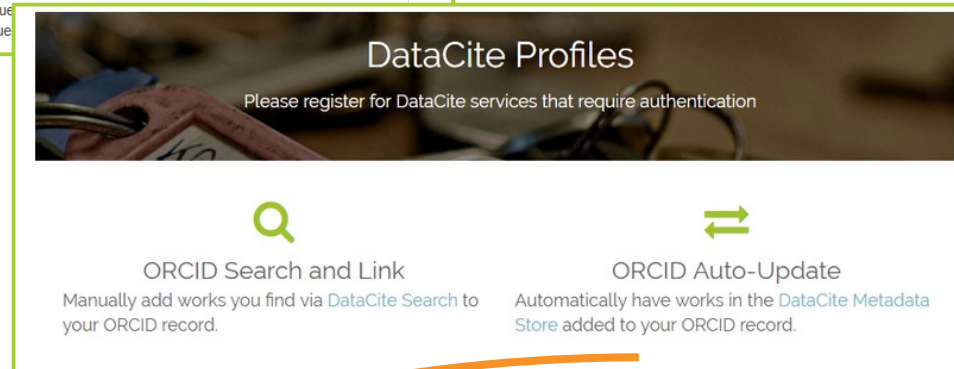 ue
ue
DataCite Profiles
Please register for DataCite services that require authentication
ORCID Search and Link
Manually add works you find via DataCite Search to
your ORCID record.
ORCID Auto-Update
Automatically have works in the DataCite Metadata
Store added to your ORCID record.